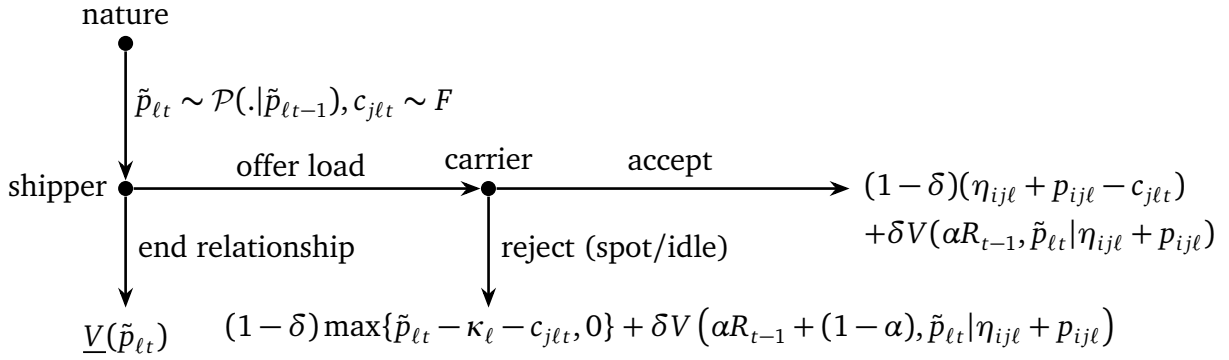 nature
p̃_{ℓt} ∼ 𝒫(.|p̃_{ℓt−1}), c_{jℓt} ∼ F
shipper
offer load
carrier
accept
(1 − δ)(η_{ijℓ} + p_{ijℓ} − c_{jℓt})
+δV(αR_{t−1}, p̃_{ℓt}|η_{ijℓ} + p_{ijℓ})
end relationship
reject (spot/idle)
V̲(p̃_{ℓt})
(1 − δ) max{p̃_{ℓt} − κ_ℓ − c_{jℓt}, 0} + δV (αR_{t−1} + (1 − α), p̃_{ℓt}|η_{ijℓ} + p_{ijℓ})